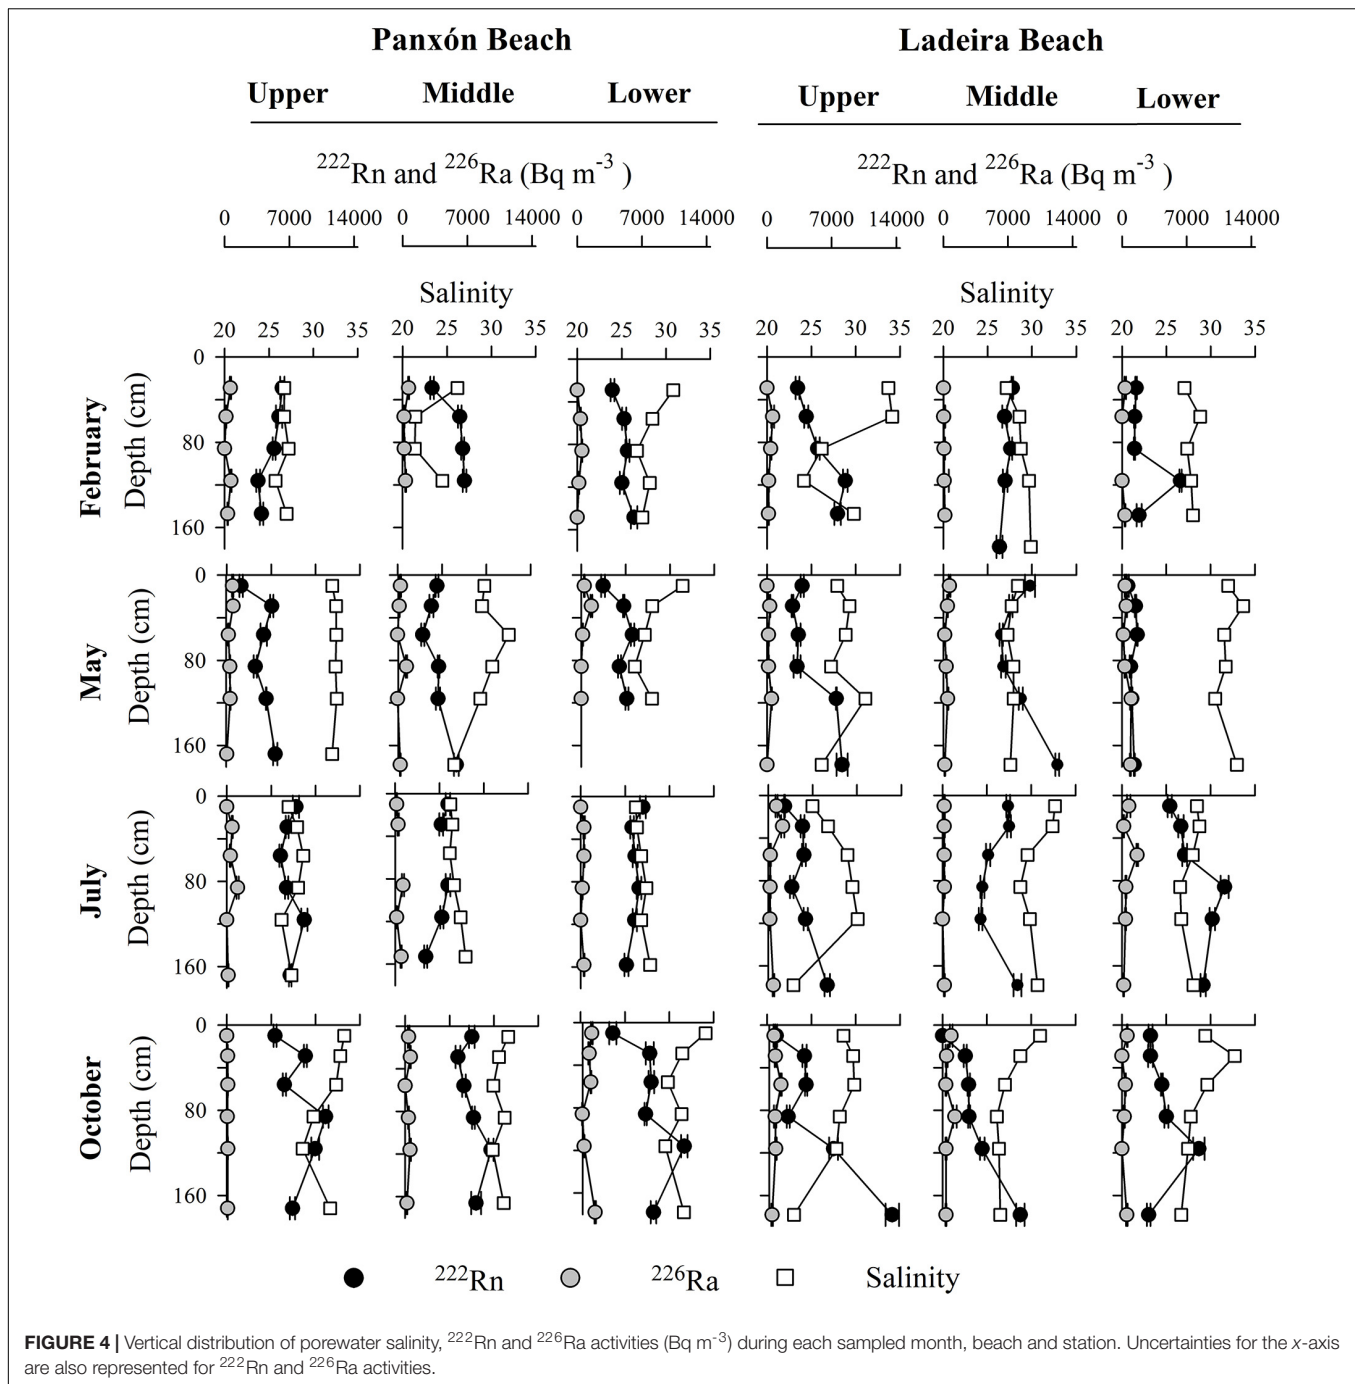 Panxón Beach Ladeira Beach
Upper Middle Lower Upper Middle Lower
222Rn and 226Ra (Bq m-3 ) 222Rn and 226Ra (Bq m-3 )
0 7000 14000 0 7000 14000 0 7000 14000 0 7000 14000 0 7000 14000 0 7000 14000
Salinity Salinity
20 25 30 35 20 25 30 35 20 25 30 35 20 25 30 35 20 25 30 35 20 25 30 35
February
Depth (cm)
0
80
160
May
Depth (cm)
0
80
160
July
Depth (cm)
0
80
160
October
Depth (cm)
0
80
160
222Rn 226Ra Salinity
FIGURE 4 | Vertical distribution of porewater salinity, 222Rn and 226Ra activities (Bq m-3) during each sampled month, beach and station. Uncertainties for the x-axis
are also represented for 222Rn and 226Ra activities.